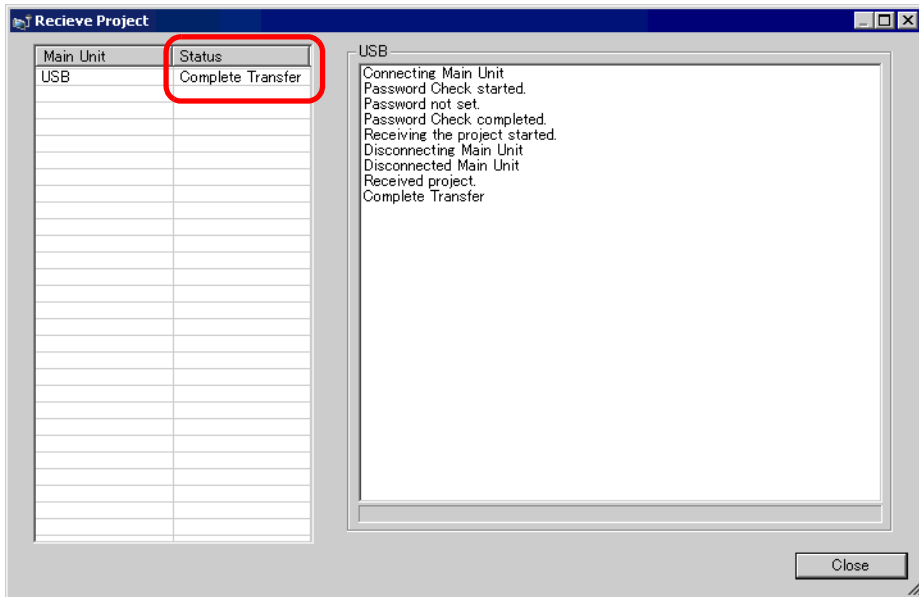 Recieve Project
Main Unit Status
USB Complete Transfer
USB
Connecting Main Unit
Password Check started.
Password not set.
Password Check completed.
Receiving the project started.
Disconnecting Main Unit
Disconnected Main Unit
Received project.
Complete Transfer
Close